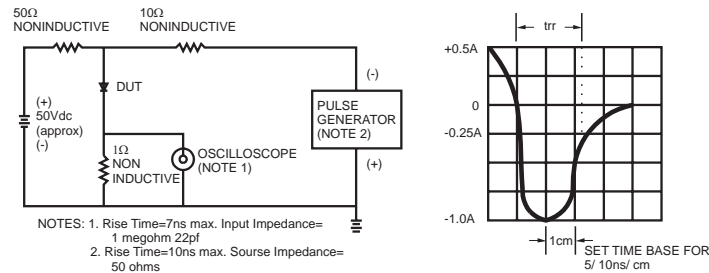 50Ω
NONINDUCTIVE
10Ω
NONINDUCTIVE
DUT
(+)
50Vdc
(approx)
(-)
1Ω
NON
INDUCTIVE
OSCILLOSCOPE
(NOTE 1)
(-)
PULSE
GENERATOR
(NOTE 2)
(+)
NOTES: 1. Rise Time=7ns max. Input Impedance=
1 megohm 22pf
2. Rise Time=10ns max. Sourse Impedance=
50 ohms
trr
+0.5A
0
-0.25A
-1.0A
1cm
SET TIME BASE FOR
5/ 10ns/ cm